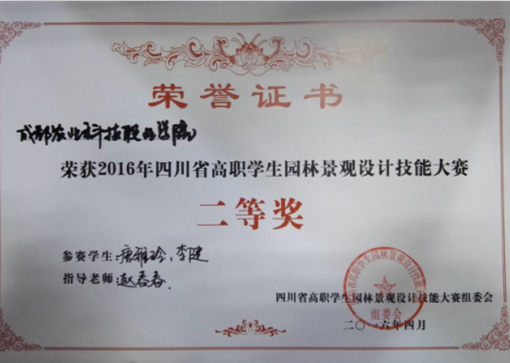 荣誉证书
成都农业科技职业学院
荣获2016年四川省高职学生园林景观设计技能大赛
二等奖
参赛学生:唐雅玲、李健
指导老师:赵春春
四川省高职学生园林景观设计技能大赛组委会
组委会
二〇一六年四月